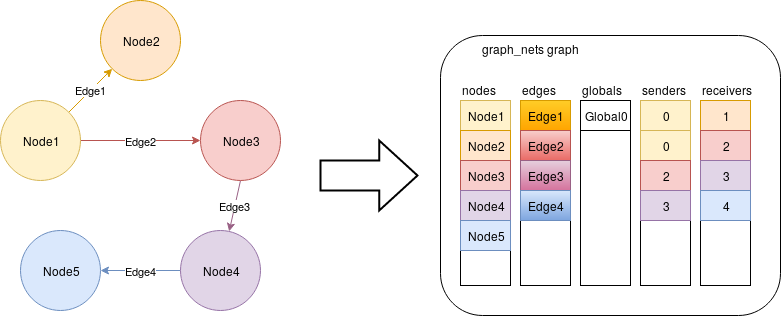 Node2
Edge1
Node1
Edge2
Node3
Edge3
Node5
Edge4
Node4
graph_nets graph
nodes edges globals senders receivers
Node1 Edge1 Global0 0 1
Node2 Edge2 0 2
Node3 Edge3 2 3
Node4 Edge4 3 4
Node5